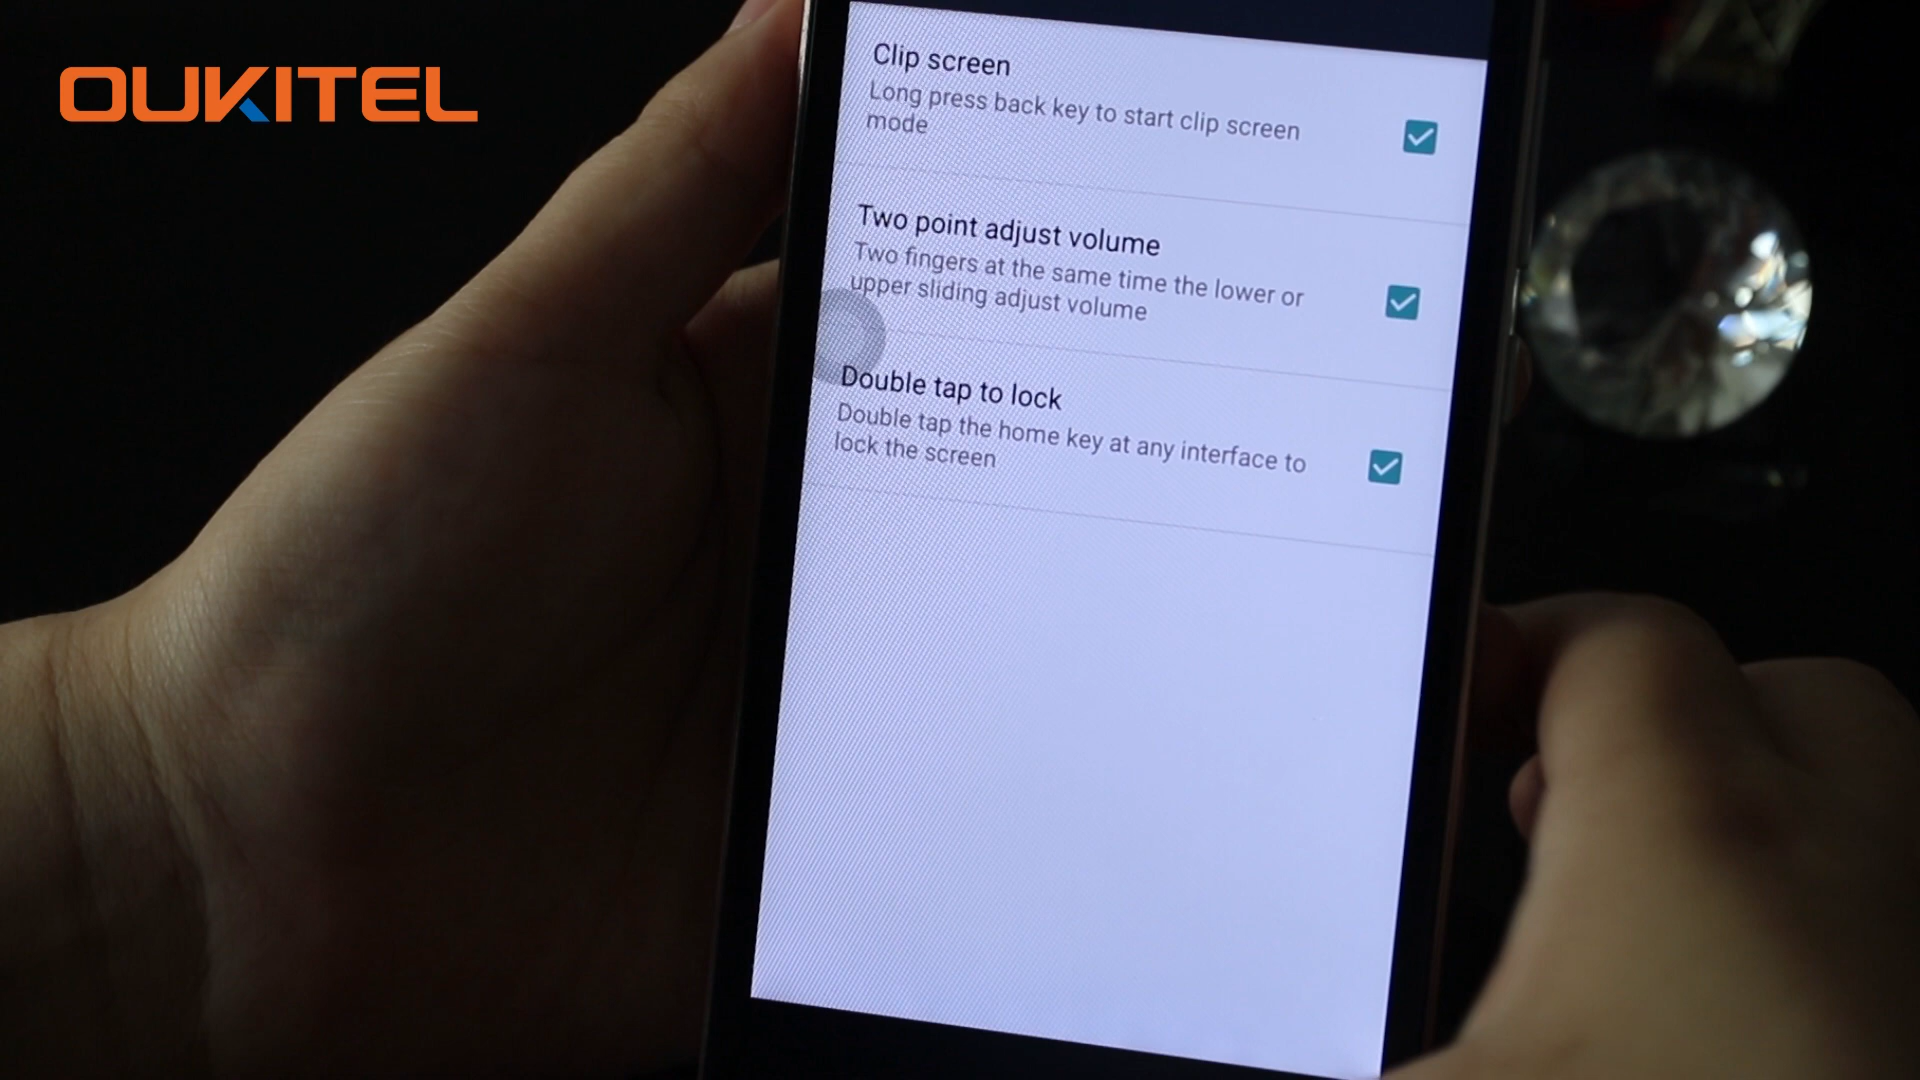 OUKITEL
Clip screen
Long press back key to start clip screen
mode
Two point adjust volume
Two fingers at the same time the lower or
upper sliding adjust volume
Double tap to lock
Double tap the home key at any interface to
lock the screen